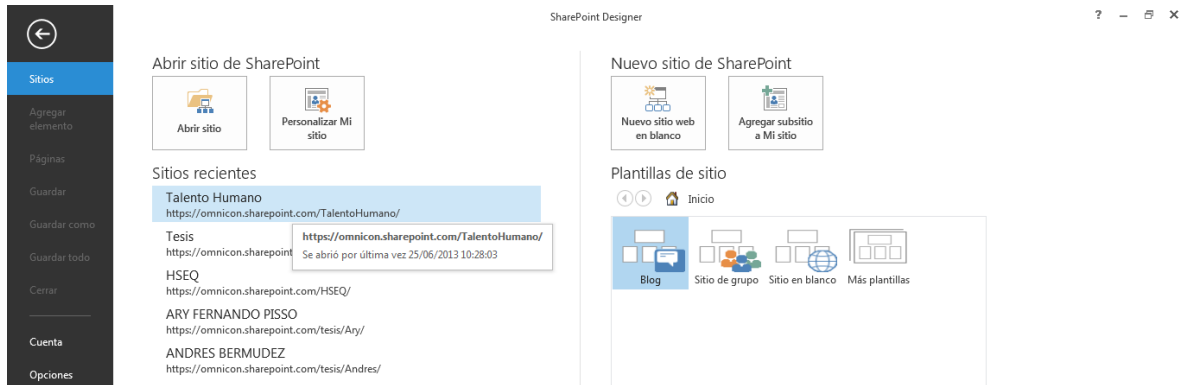 SharePoint Designer
?
Sitios
Agregar
elemento
Páginas
Guardar
Guardar como
Guardar todo
Cerrar
Cuenta
Opciones
Abrir sitio de SharePoint
Abrir sitio
Personalizar Mi
sitio
Sitios recientes
Talento Humano
https://omnicon.sharepoint.com/TalentoHumano/
Tesis
https://omnicon.sharepoint
https://omnicon.sharepoint.com/TalentoHumano/
Se abrió por última vez 25/06/2013 10:28:03
HSEQ
https://omnicon.sharepoint.com/HSEQ/
ARY FERNANDO PISSO
https://omnicon.sharepoint.com/tesis/Ary/
ANDRES BERMUDEZ
https://omnicon.sharepoint.com/tesis/Andres/
Nuevo sitio de SharePoint
Nuevo sitio web
en blanco
Agregar subsitio
a Mi sitio
Plantillas de sitio
Inicio
Blog
Sitio de grupo
Sitio en blanco
Más plantillas